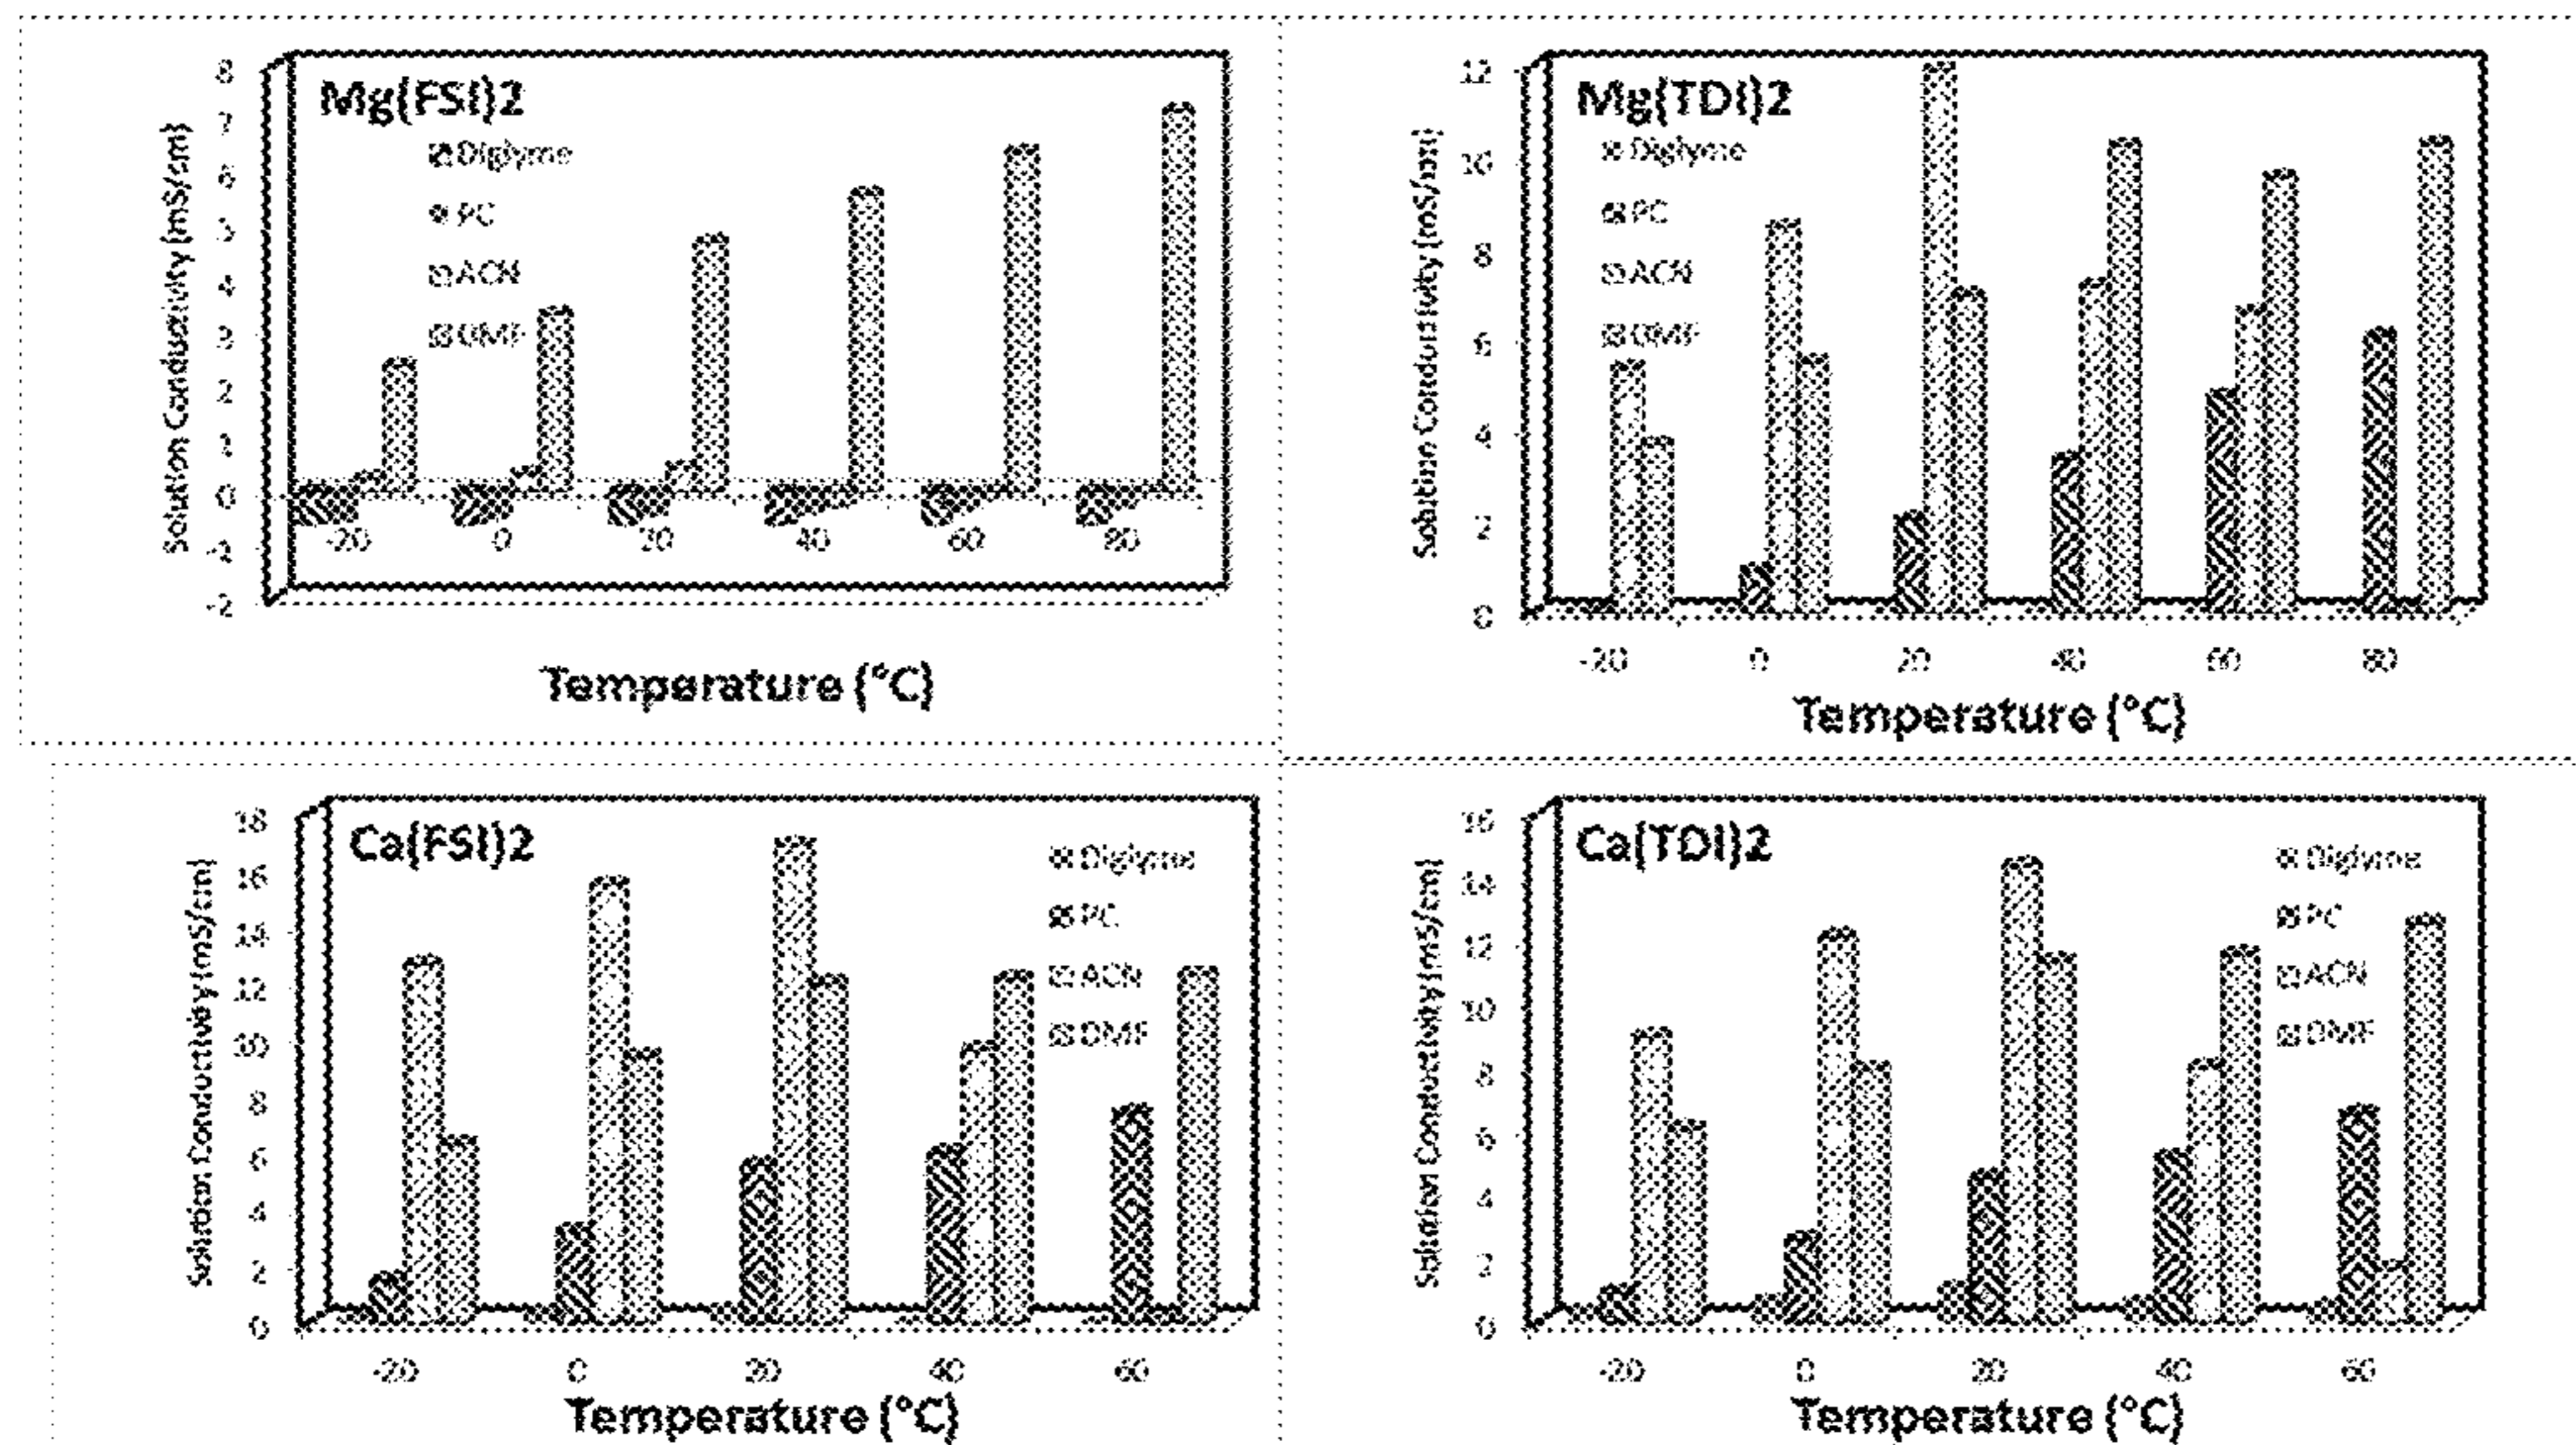 Mg(FSI)2
Diglyme
PC
ACN
DMF
Solution Conductivity (mS/cm)
8
7
6
5
4
3
2
1
0
-1
-2
-20 0 20 40 60 80
Temperature (°C)
Mg(TDI)2
Diglyme
PC
ACN
DMF
Solution Conductivity (mS/cm)
12
10
8
6
4
2
0
-20 0 20 40 60 80
Temperature (°C)
Ca(FSI)2
Diglyme
PC
ACN
DMF
Solution Conductivity (mS/cm)
18
16
14
12
10
8
6
4
2
0
-20 0 20 40 60
Temperature (°C)
Ca(TDI)2
Diglyme
PC
ACN
DMF
Solution Conductivity (mS/cm)
16
14
12
10
8
6
4
2
0
-20 0 20 40 60
Temperature (°C)